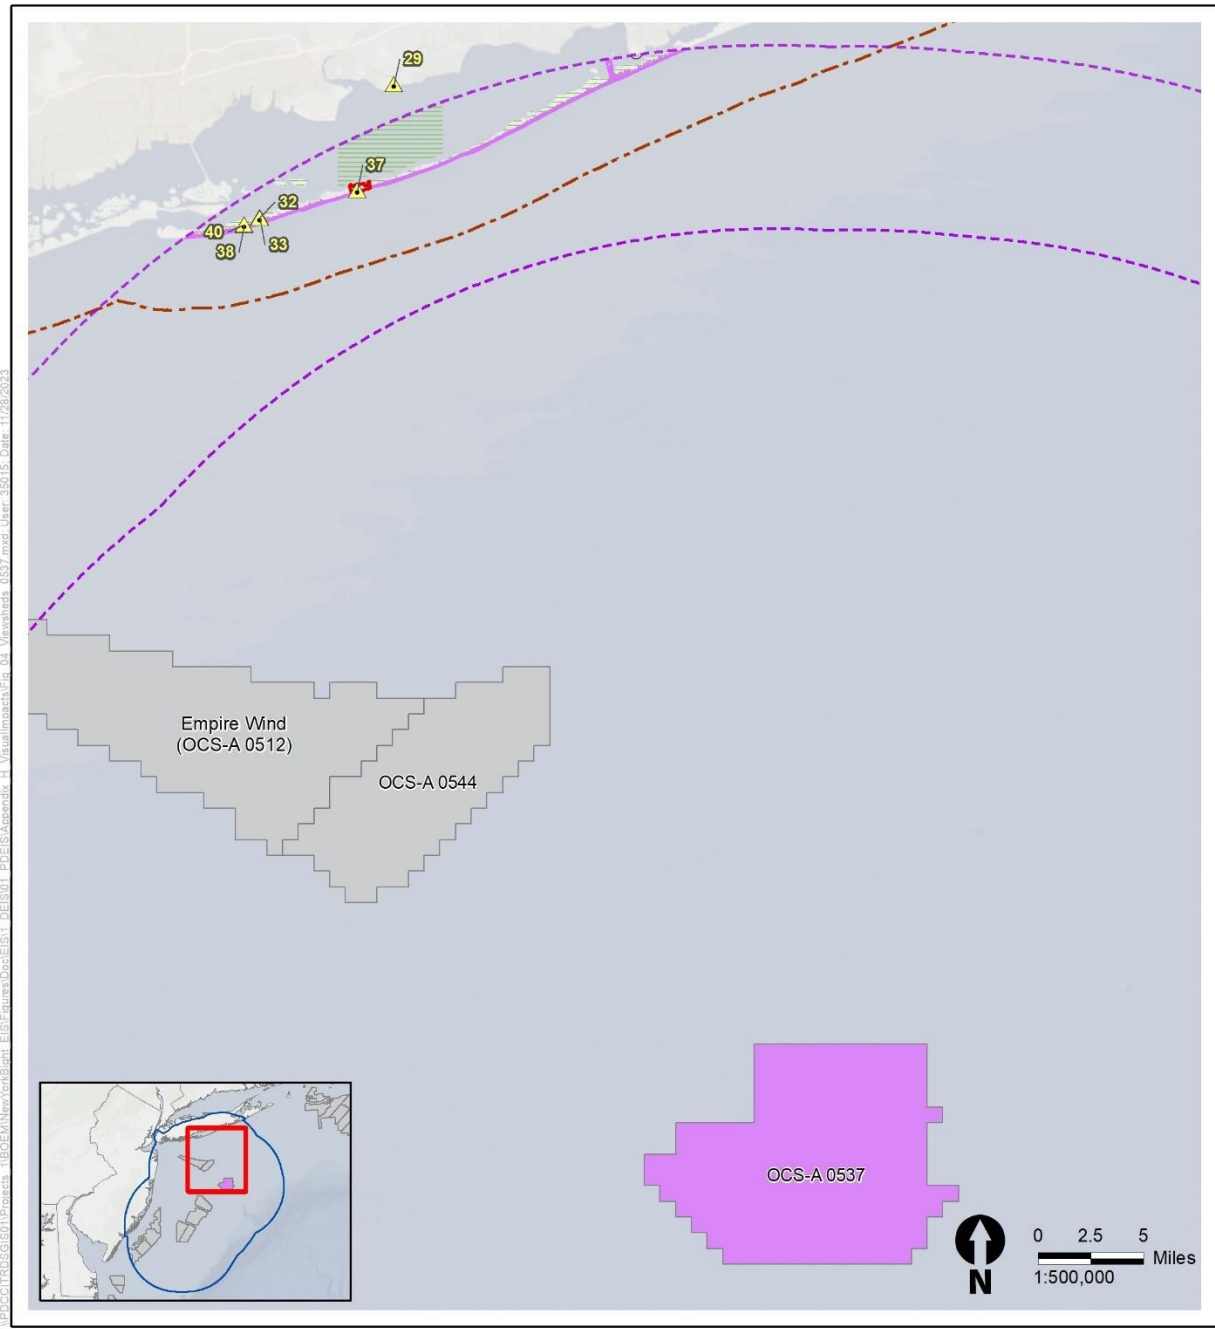 29
37
32
40
38
33
Empire Wind
(OCS-A 0512)
OCS-A 0544
OCS-A 0537
N
0 2.5 5
Miles
1:500,000